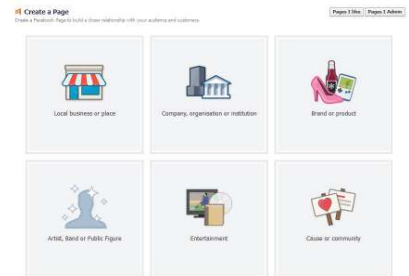 Create a Page
Pages I like
Pages I Admin
Create a Facebook Page to build a closer relationship with your audience and customers.
Local business or place
Company, organisation or institution
Brand or product
Artist, Band or Public Figure
Entertainment
Cause or community